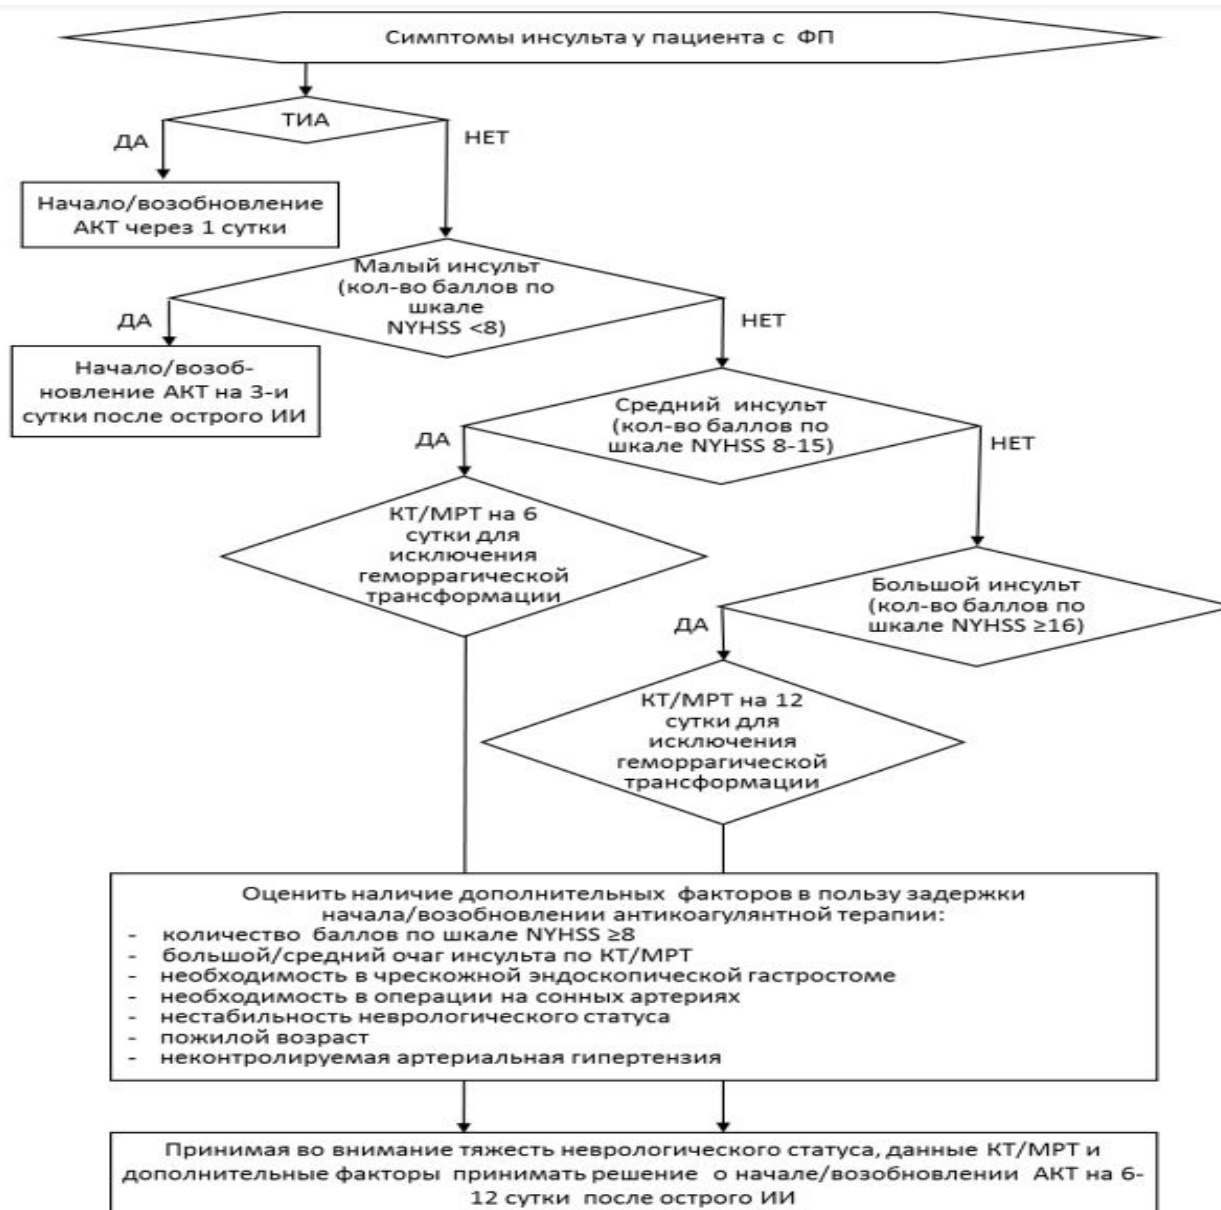 Симптомы инсульта у пациента с ФП
ТИА
ДА
НЕТ
Начало/возобновление
АКТ через 1 сутки
Малый инсульт
(кол-во баллов по
шкале
NYHSS <8)
ДА
НЕТ
Начало/возоб-
новление АКТ на 3-и
сутки после острого ИИ
Средний инсульт
(кол-во баллов по
шкале NYHSS 8-15)
ДА
НЕТ
КТ/МРТ на 6
сутки для
исключения
геморрагической
трансформации
Большой инсульт
(кол-во баллов по
шкале NYHSS ≥16)
ДА
КТ/МРТ на 12
сутки для
исключения
геморрагической
трансформации
Оценить наличие дополнительных факторов в пользу задержки
начала/возобновлении антикоагулянтной терапии:
- количество баллов по шкале NYHSS ≥8
- большой/средний очаг инсульта по КТ/МРТ
- необходимость в чрескожной эндоскопической гастростоме
- необходимость в операции на сонных артериях
- нестабильность неврологического статуса
- пожилой возраст
- неконтролируемая артериальная гипертензия
Принимая во внимание тяжесть неврологического статуса, данные КТ/МРТ и
дополнительные факторы принимать решение о начале/возобновлении АКТ на 6-
12 сутки после острого ИИ